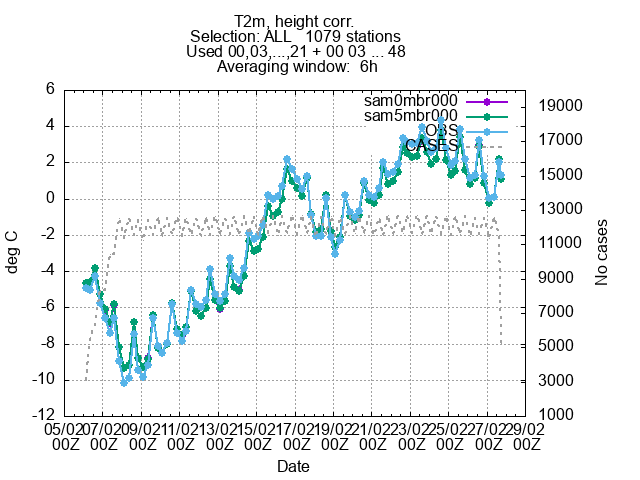 T2m, height corr.
Selection: ALL   1079 stations
Used 00,03,...,21 + 00 03 ... 48
Averaging window:  6h
sam0mbr000
sam5mbr000
OBS
CASES
6
4
2
0
-2
-4
-6
-8
-10
-12
deg C
19000
17000
15000
13000
11000
9000
7000
5000
3000
1000
No cases
05/02 07/02 09/02 11/02 13/02 15/02 17/02 19/02 21/02 23/02 25/02 27/02 29/02
00Z 00Z 00Z 00Z 00Z 00Z 00Z 00Z 00Z 00Z 00Z 00Z 00Z
Date